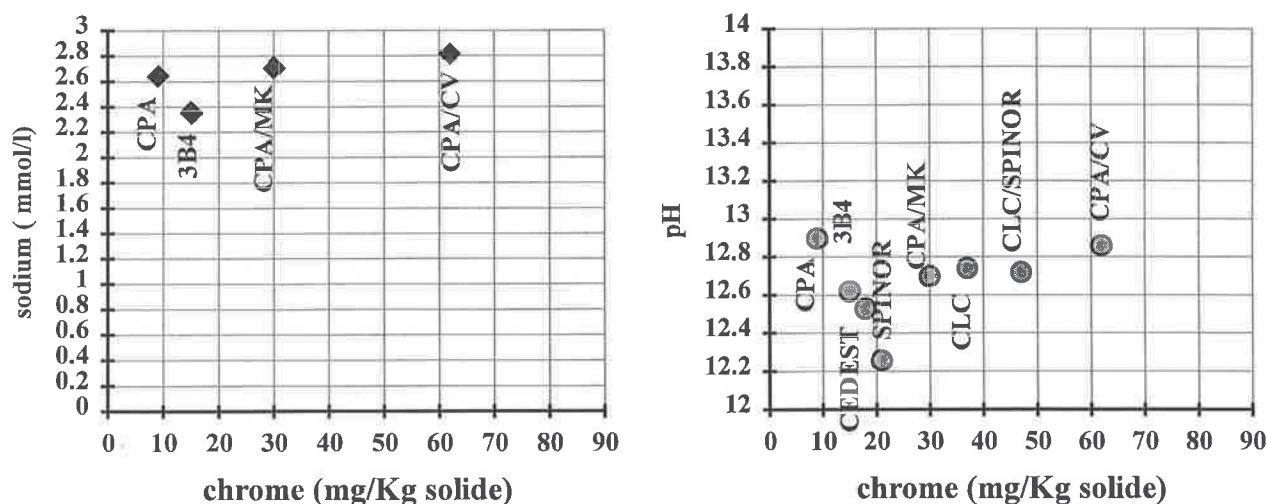 3
2.8
2.6
2.4
2.2
2
1.8
1.6
1.4
1.2
1
0.8
0.6
0.4
0.2
0
sodium ( mmol/l)
CPA
3B4
CPA/MK
CPA/CV
0 10 20 30 40 50 60 70 80 90
chrome (mg/Kg solide)
14
13.8
13.6
13.4
13.2
13
12.8
12.6
12.4
12.2
12
pH
CPA
3B4
CEDEST
SPINOR
CPA/MK
CLC
CLC/SPINOR
CPA/CV
0 10 20 30 40 50 60 70 80 90
chrome (mg/Kg solide)